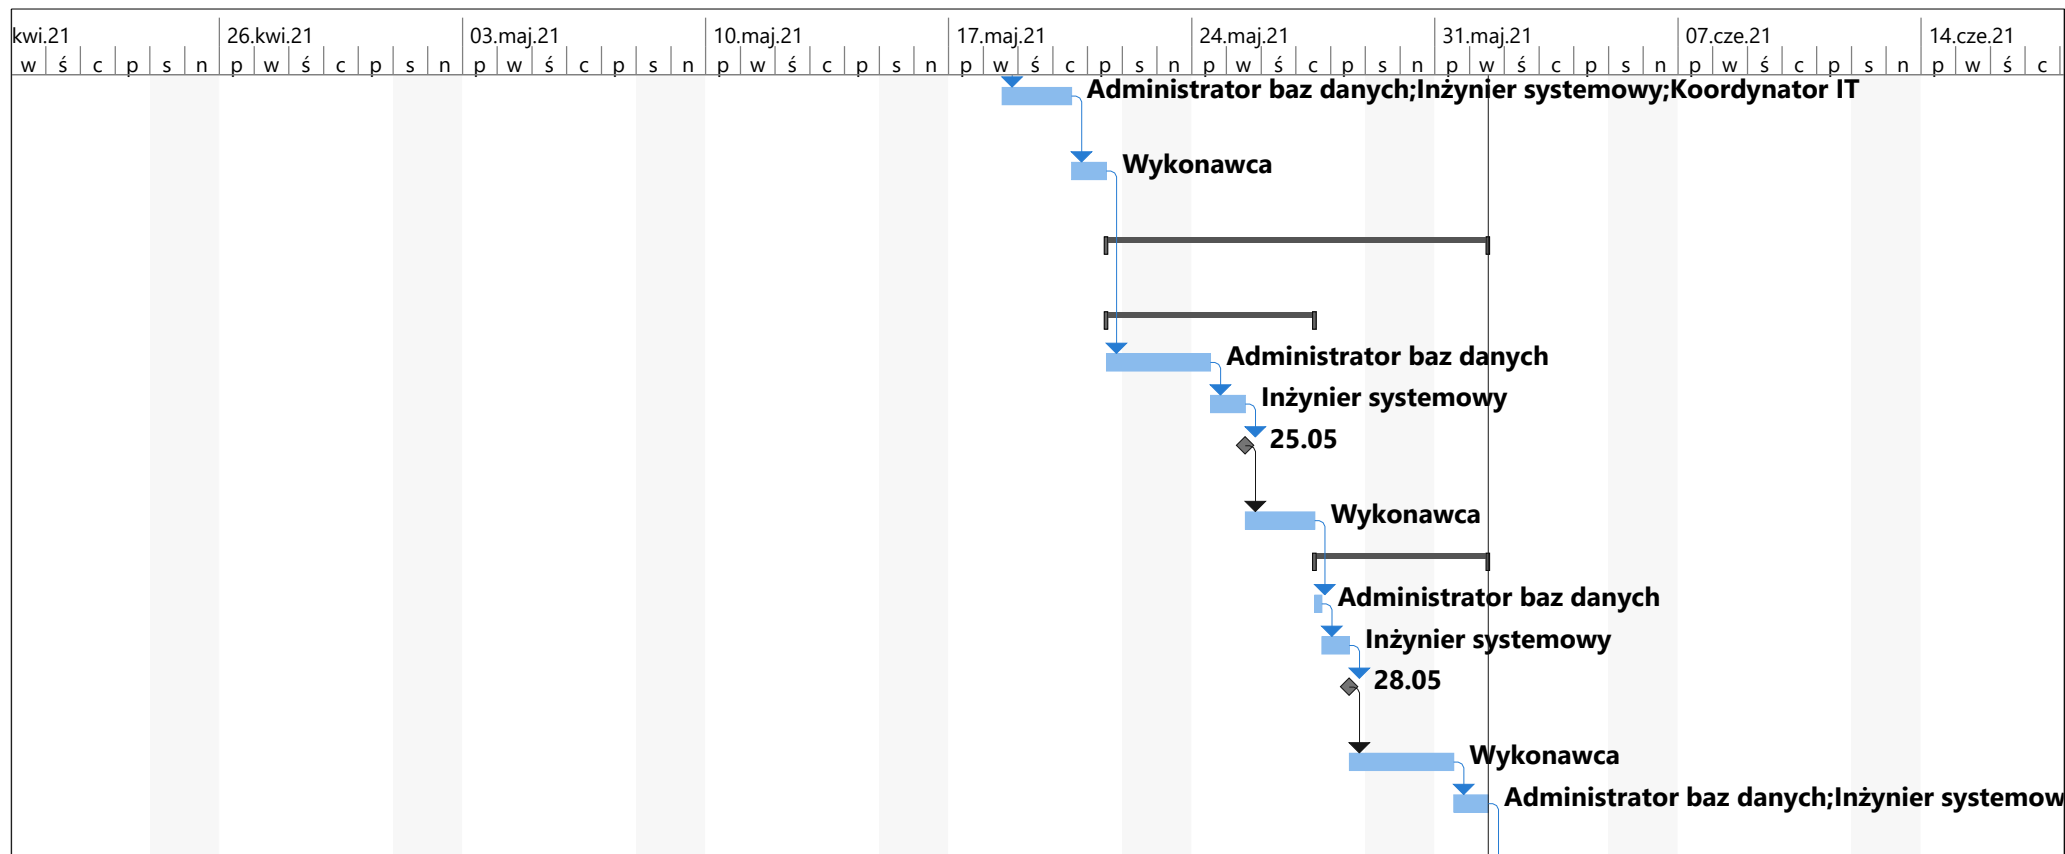 kwi.21 26.kwi.21 03.maj.21 10.maj.21 17.maj.21 24.maj.21 31.maj.21 07.cze.21 14.cze.21
w ś c p s n p w ś c p s n p w ś c p s n p w ś c p s n p w ś c p s n p w ś c p s n p w ś c p s n p w ś c p s n p w ś c
Administrator baz danych;Inżynier systemowy;Koordynator IT
Wykonawca
Administrator baz danych
Inżynier systemowy
25.05
Wykonawca
Administrator baz danych
Inżynier systemowy
28.05
Wykonawca
Administrator baz danych;Inżynier systemow